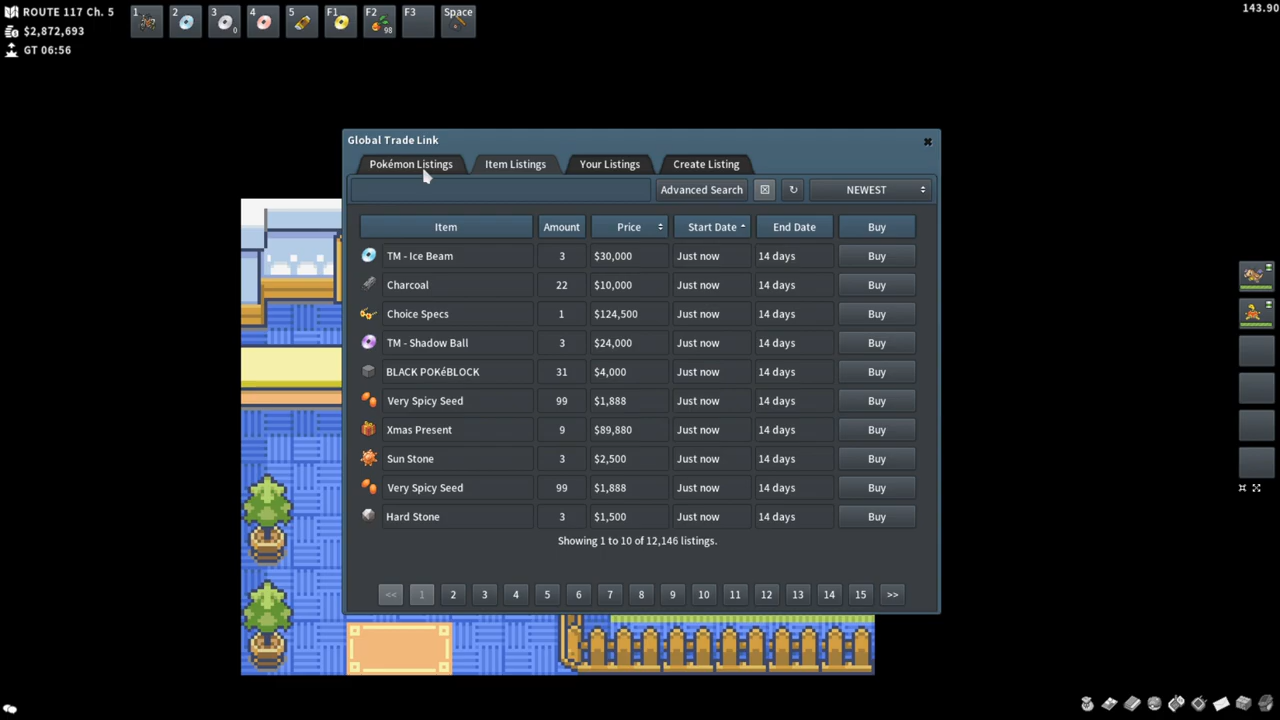 ROUTE 117 Ch. 5
$2,872,693
GT 06:56
1 2 3 4 5 F1 F2 F3 Space
0 98
143.90
Global Trade Link
Pokémon Listings Item Listings Your Listings Create Listing
Advanced Search NEWEST
Item Amount Price Start Date End Date Buy
TM - Ice Beam 3 $30,000 Just now 14 days Buy
Charcoal 22 $10,000 Just now 14 days Buy
Choice Specs 1 $124,500 Just now 14 days Buy
TM - Shadow Ball 3 $24,000 Just now 14 days Buy
BLACK POKéBLOCK 31 $4,000 Just now 14 days Buy
Very Spicy Seed 99 $1,888 Just now 14 days Buy
Xmas Present 9 $89,880 Just now 14 days Buy
Sun Stone 3 $2,500 Just now 14 days Buy
Very Spicy Seed 99 $1,888 Just now 14 days Buy
Hard Stone 3 $1,500 Just now 14 days Buy
Showing 1 to 10 of 12,146 listings.
<< 1 2 3 4 5 6 7 8 9 10 11 12 13 14 15 >>